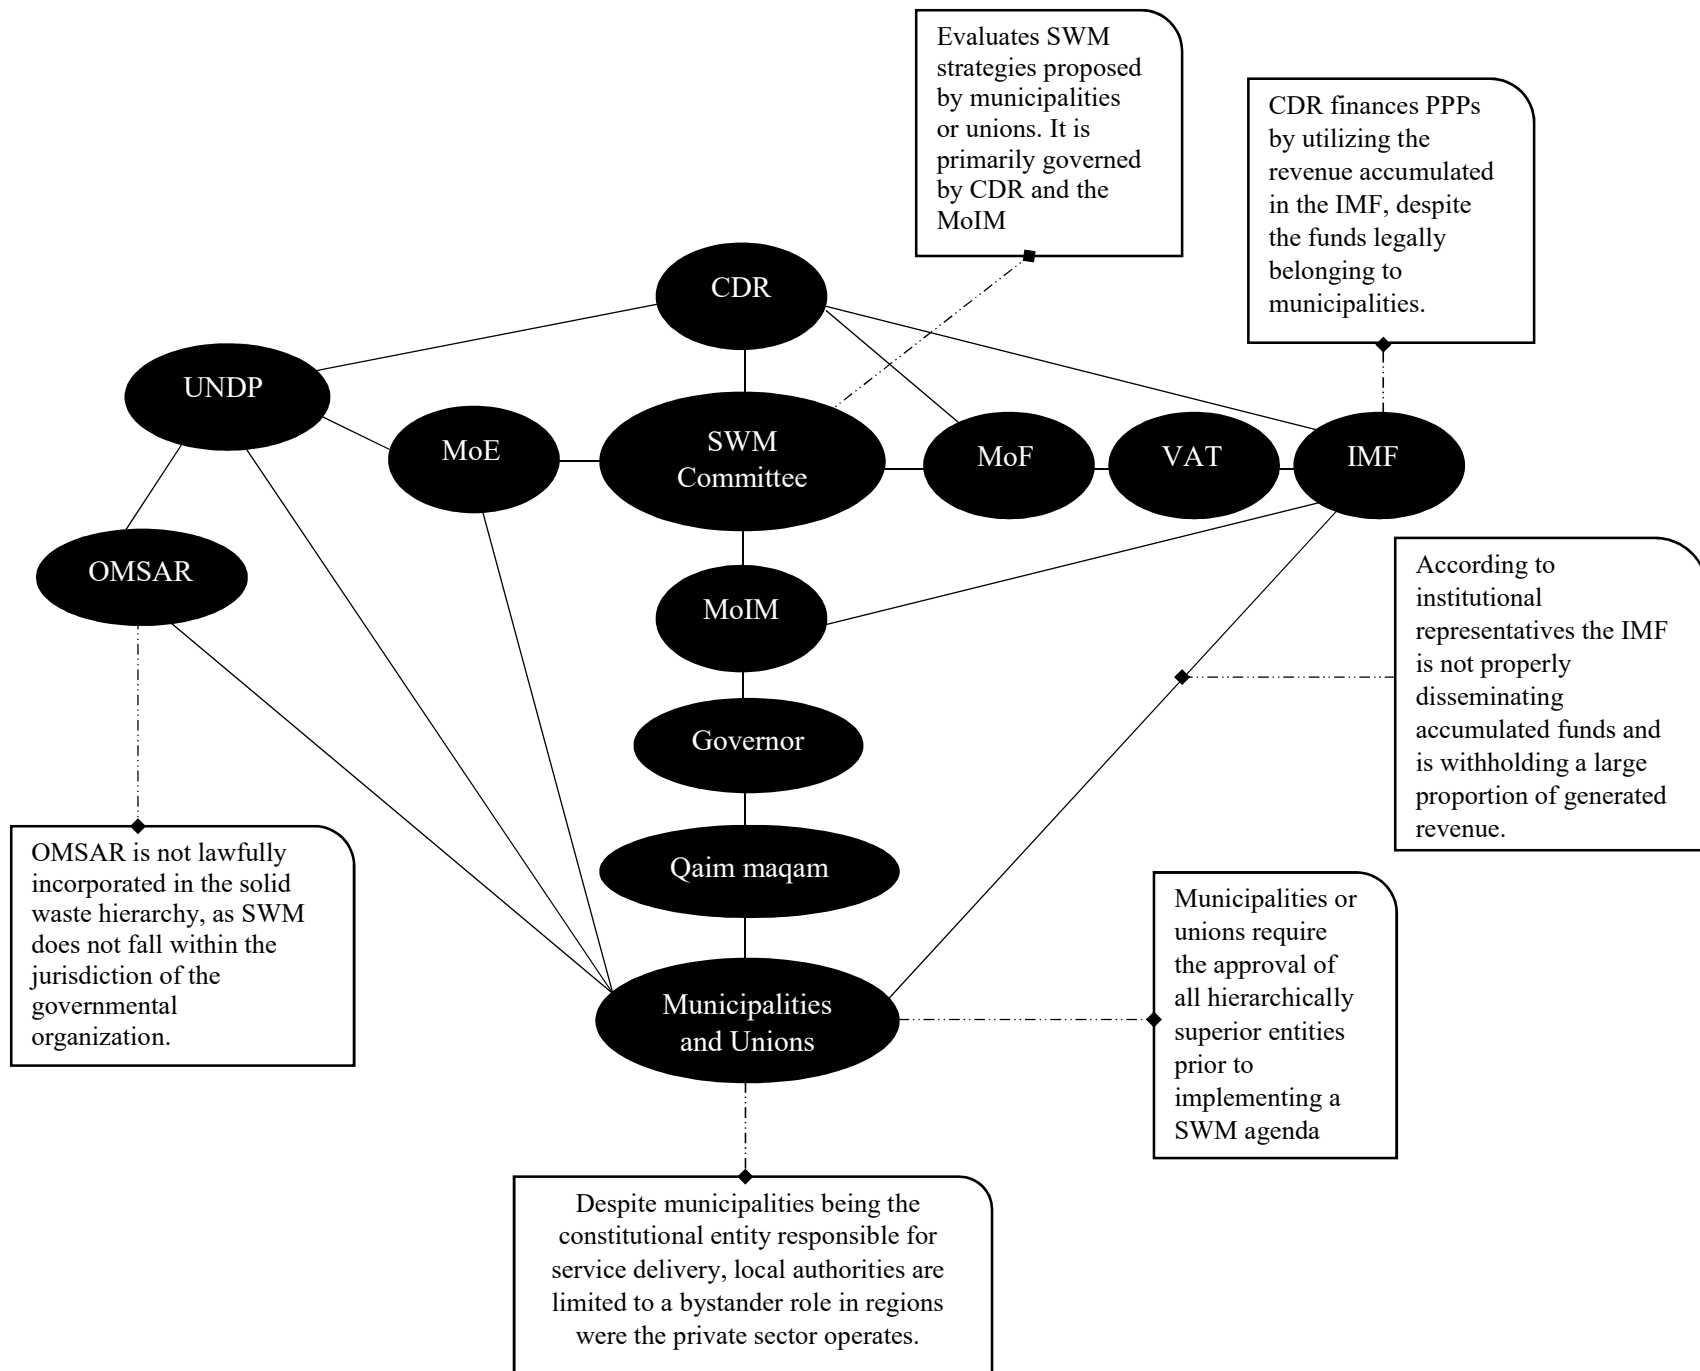 Evaluates SWM
strategies proposed
by municipalities
or unions. It is
primarily governed
by CDR and the
MoIM
CDR finances PPPs
by utilizing the
revenue accumulated
in the IMF, despite
the funds legally
belonging to
municipalities.
CDR
UNDP
MoE
SWM
Committee
MoF
VAT
IMF
OMSAR
MoIM
According to
institutional
representatives the IMF
is not properly
disseminating
accumulated funds and
is withholding a large
proportion of generated
revenue.
Governor
Qaim maqam
OMSAR is not lawfully
incorporated in the solid
waste hierarchy, as SWM
does not fall within the
jurisdiction of the
governmental
organization.
Municipalities
and Unions
Municipalities or
unions require
the approval of
all hierarchically
superior entities
prior to
implementing a
SWM agenda
Despite municipalities being the
constitutional entity responsible for
service delivery, local authorities are
limited to a bystander role in regions
were the private sector operates.